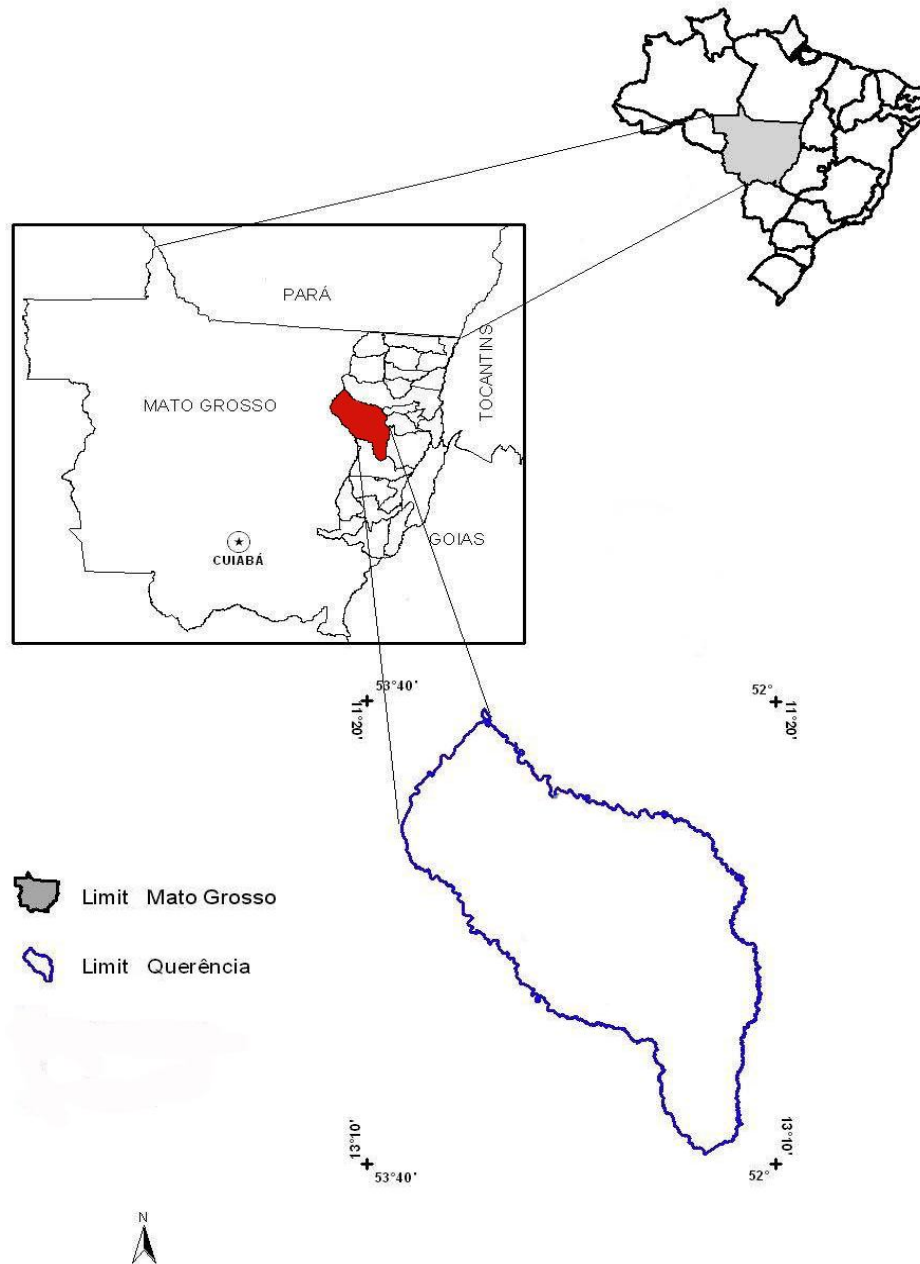 PARÁ
TOCANTINS
MATO GROSSO
GOIAS
CUIABÁ
53°40'
11°20'
52°
11°20'
Limit Mato Grosso
Limit Querência
13°10'
53°40'
13°10'
52°
N